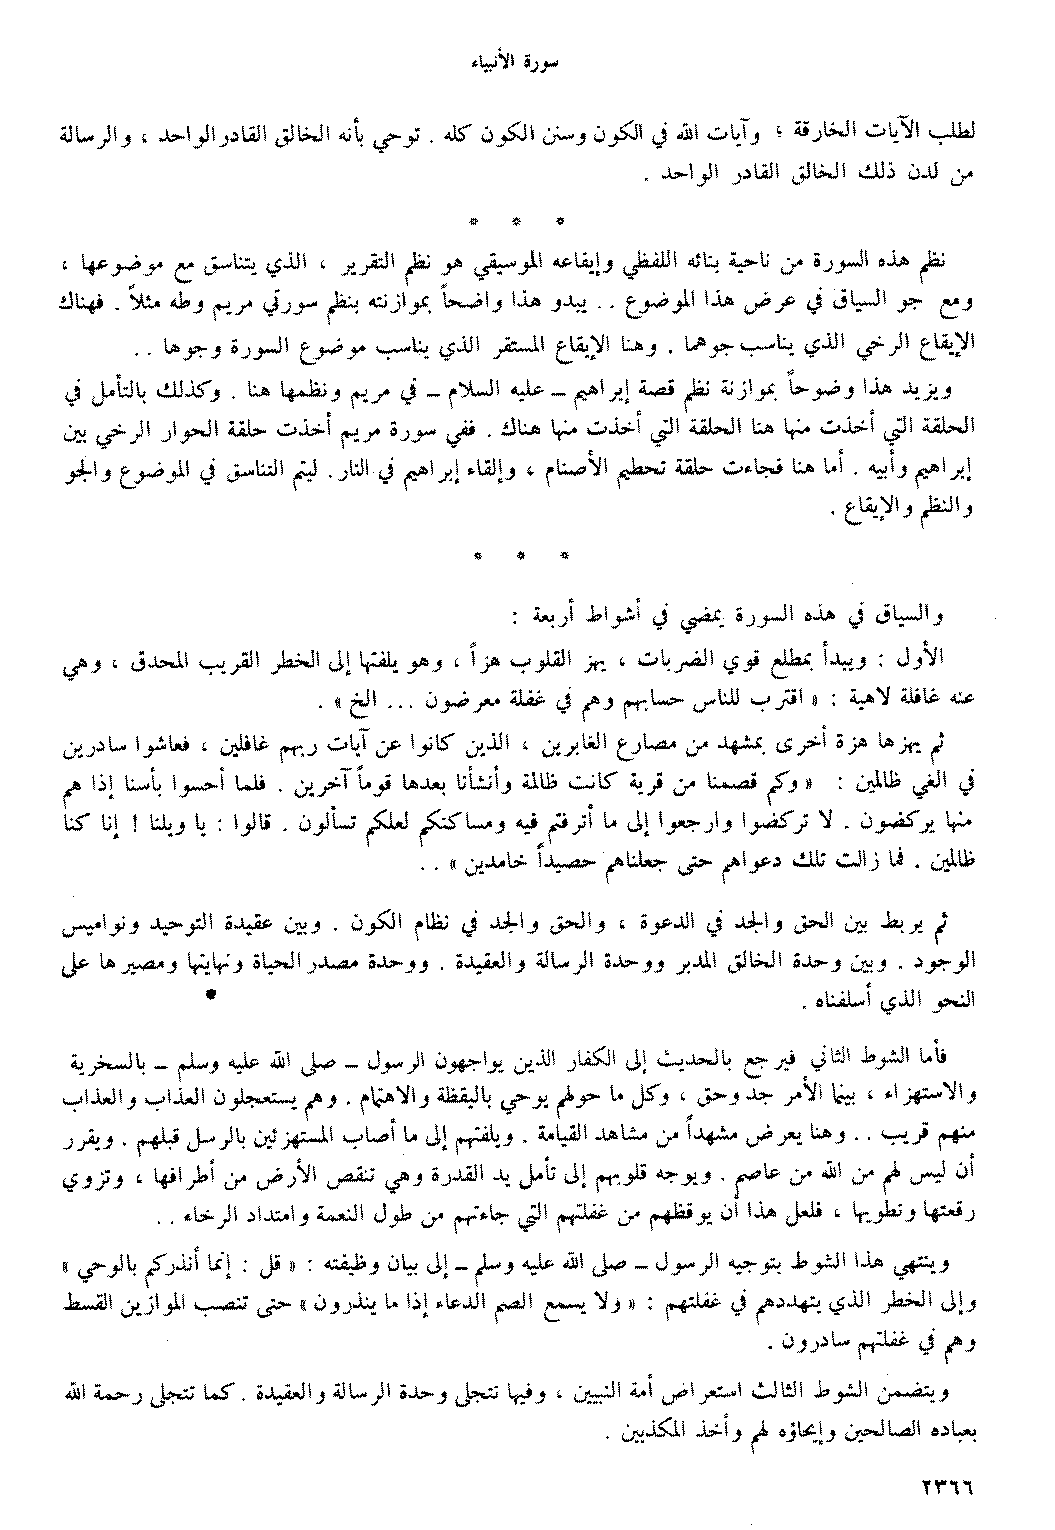 سورة الأنبياء
لطلب الآيات الخارقة ؛ وآيات الله في الكون وسنن الكون كله . توحي بأنه الخالق القادر الواحد ، والرسالة
من لدن ذلك الخالق القادر الواحد .
* * *
نظم هذه السورة من ناحية بنائه اللفظي وإيقاعه الموسيقي هو نظم التقرير ، الذي يتناسق مع موضوعها ،
ومع جو السياق في عرض هذا الموضوع .. يبدو هذا واضحاً بموازنته بنظم سورتي مريم وطه مثلاً . فهناك
الإيقاع الرخي الذي يناسب جوهما . وهنا الإيقاع المستقر الذي يناسب موضوع السورة وجوها ..
ويزيد هذا وضوحاً بموازنة نظم قصة إبراهيم – عليه السلام – في مريم ونظمها هنا . وكذلك بالتأمل في
الحلقة التي أخذت منها هنا الحلقة التي أخذت منها هناك . ففي سورة مريم أخذت حلقة الحوار الرخي بين
إبراهيم وأبيه . أما هنا فجاءت حلقة تحطيم الأصنام ، وإلقاء إبراهيم في النار . ليتم التناسق في الموضوع والجو
والنظم والإيقاع .
* * *
والسياق في هذه السورة يمضي في أشواط أربعة :
الأول : ويبدأ بمطلع قوي الضربات ، يهز القلوب هزاً ، وهو يلفتها إلى الخطر القريب المحدق ، وهي
عنه غافلة لاهية : « اقترب للناس حسابهم وهم في غفلة معرضون ... الخ » .
ثم يهزها هزة أخرى بمشهد من مصارع الغابرين ، الذين كانوا عن آيات ربهم غافلين ، فعاشوا سادرين
في الغي ظالمين : « وكم قصمنا من قرية كانت ظالمة وأنشأنا بعدها قوماً آخرين . فلما أحسوا بأسنا إذا هم
منها يركضون . لا تركضوا وارجعوا إلى ما أترفتم فيه ومساكنكم لعلكم تسألون . قالوا : يا ويلنا ! إنا كنا
ظالمين . فما زالت تلك دعواهم حتى جعلناهم حصيداً خامدين » ..
ثم يربط بين الحق والجد في الدعوة ، والحق والجد في نظام الكون . وبين عقيدة التوحيد ونواميس
الوجود . وبين وحدة الخالق المدبر ووحدة الرسالة والعقيدة . ووحدة مصدر الحياة ونهايتها ومصيرها على
النحو الذي أسلفناه .
فأما الشوط الثاني فيرجع بالحديث إلى الكفار الذين يواجهون الرسول – صلى الله عليه وسلم – بالسخرية
والاستهزاء ، بينما الأمر جد وحق ، وكل ما حولهم يوحي باليقظة والاهتمام . وهم يستعجلون العذاب والعذاب
منهم قريب .. وهنا يعرض مشهداً من مشاهد القيامة . ويلفتهم إلى ما أصاب المستهزئين بالرسل قبلهم . ويقرر
أن ليس لهم من الله من عاصم . ويوجه قلوبهم إلى تأمل يد القدرة وهي تنقص الأرض من أطرافها ، وتزوي
رقعتها وتطويها ، فلعل هذا أن يوقظهم من غفلتهم التي جاءتهم من طول النعمة وامتداد الرخاء ..
وينتهي هذا الشوط بتوجيه الرسول – صلى الله عليه وسلم – إلى بيان وظيفته : « قل : إنما أنذركم بالوحي »
وإلى الخطر الذي يتهددهم في غفلتهم : « ولا يسمع الصم الدعاء إذا ما ينذرون » حتى تنصب الموازين القسط
وهم في غفلتهم سادرون .
ويتضمن الشوط الثالث استعراض أمة النبيين ، وفيها تتجلى وحدة الرسالة والعقيدة . كما تتجلى رحمة الله
بعباده الصالحين وإيحاؤه لهم وأخذ المكذبين .
٢٣٦٦